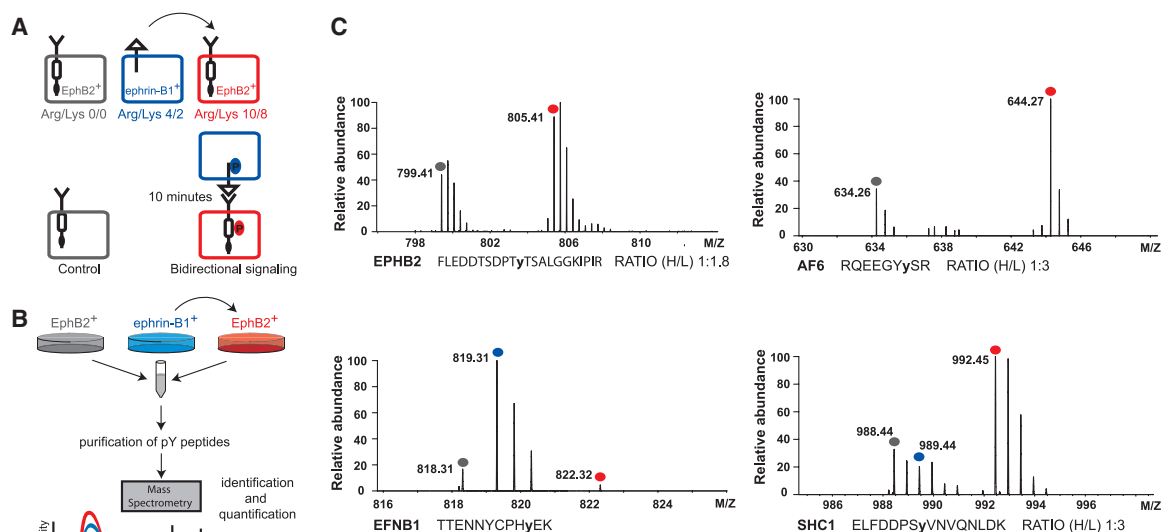 A
EphB2+ ephrin-B1+ EphB2+
Arg/Lys 0/0 Arg/Lys 4/2 Arg/Lys 10/8
P
10 minutes
P
Control Bidirectional signaling
B
EphB2+ ephrin-B1+ EphB2+
purification of pY peptides
Mass
Spectrometry
identification
and
quantification
C
Relative abundance
100
80
60
40
20
0
799.41
805.41
798 802 806 810 M/Z
EPHB2 FLEDDTSDPTyTSALGGKIPIR RATIO (H/L) 1:1.8
Relative abundance
100
80
60
40
20
0
634.26
644.27
630 634 638 642 646 M/Z
AF6 RQEEGYySR RATIO (H/L) 1:3
Relative abundance
100
80
60
40
20
0
818.31
819.31
822.32
816 818 820 822 824 M/Z
EFNB1 TTENNYCPHyEK
Relative abundance
100
80
60
40
20
0
988.44
989.44
992.45
986 988 990 992 994 996 M/Z
SHC1 ELFDDPSyVNVQNLDK RATIO (H/L) 1:3